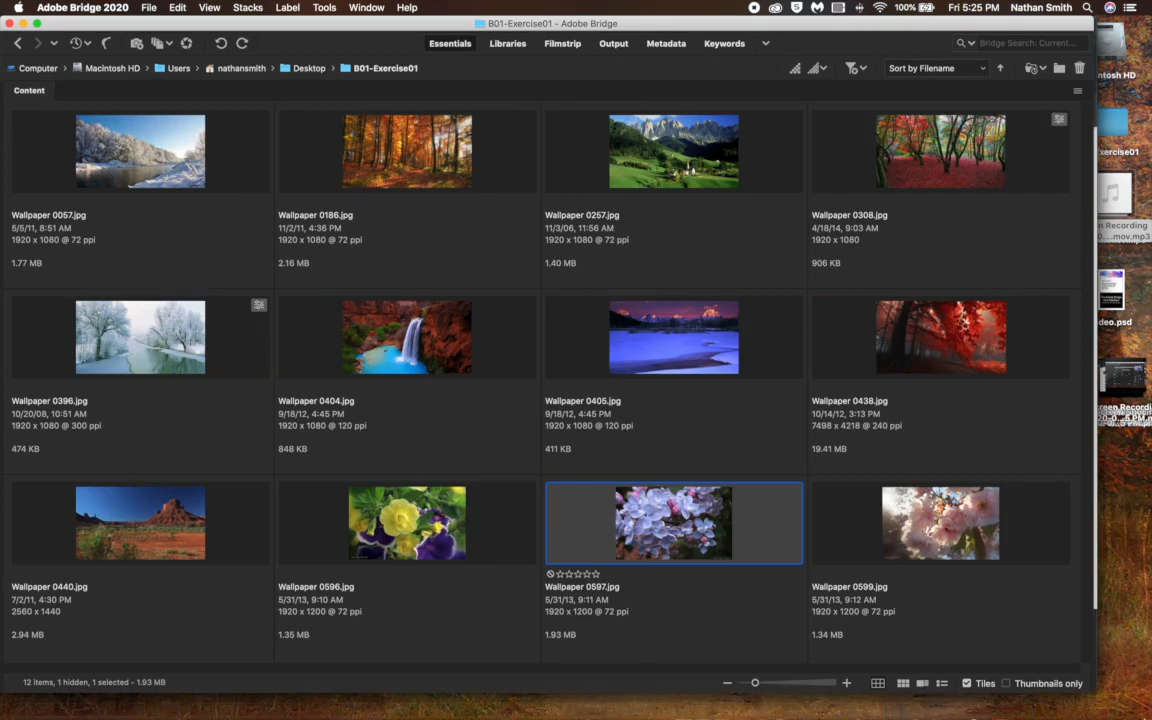 Adobe Bridge 2020 File Edit View Stacks Label Tools Window Help 100% Fri 5:25 PM Nathan Smith
B01-Exercise01 - Adobe Bridge
Essentials Libraries Filmstrip Output Metadata Keywords Bridge Search: Current...
Computer Macintosh HD Users nathansmith Desktop B01-Exercise01 Sort by Filename
Content
Wallpaper 0057.jpg
5/5/11, 8:51 AM
1920 x 1080 @ 72 ppi
1.77 MB
Wallpaper 0186.jpg
11/2/11, 4:36 PM
1920 x 1080 @ 72 ppi
2.16 MB
Wallpaper 0257.jpg
11/3/06, 11:56 AM
1920 x 1080 @ 72 ppi
1.40 MB
Wallpaper 0308.jpg
4/18/14, 9:03 AM
1920 x 1080
906 KB
Wallpaper 0396.jpg
10/20/08, 10:51 AM
1920 x 1080 @ 300 ppi
474 KB
Wallpaper 0404.jpg
9/18/12, 4:45 PM
1920 x 1080 @ 120 ppi
848 KB
Wallpaper 0405.jpg
9/18/12, 4:45 PM
1920 x 1080 @ 120 ppi
411 KB
Wallpaper 0438.jpg
10/14/12, 3:13 PM
7498 x 4218 @ 240 ppi
19.41 MB
Wallpaper 0440.jpg
7/2/11, 4:30 PM
2560 x 1440
2.94 MB
Wallpaper 0596.jpg
5/31/13, 9:10 AM
1920 x 1200 @ 72 ppi
1.35 MB
Wallpaper 0597.jpg
5/31/13, 9:11 AM
1920 x 1200 @ 72 ppi
1.93 MB
Wallpaper 0599.jpg
5/31/13, 9:12 AM
1920 x 1200 @ 72 ppi
1.34 MB
12 items, 1 hidden, 1 selected - 1.93 MB
Tiles Thumbnails only
ntosh HD
xercise01
en Recording
0....mov.mp3
deo.psd